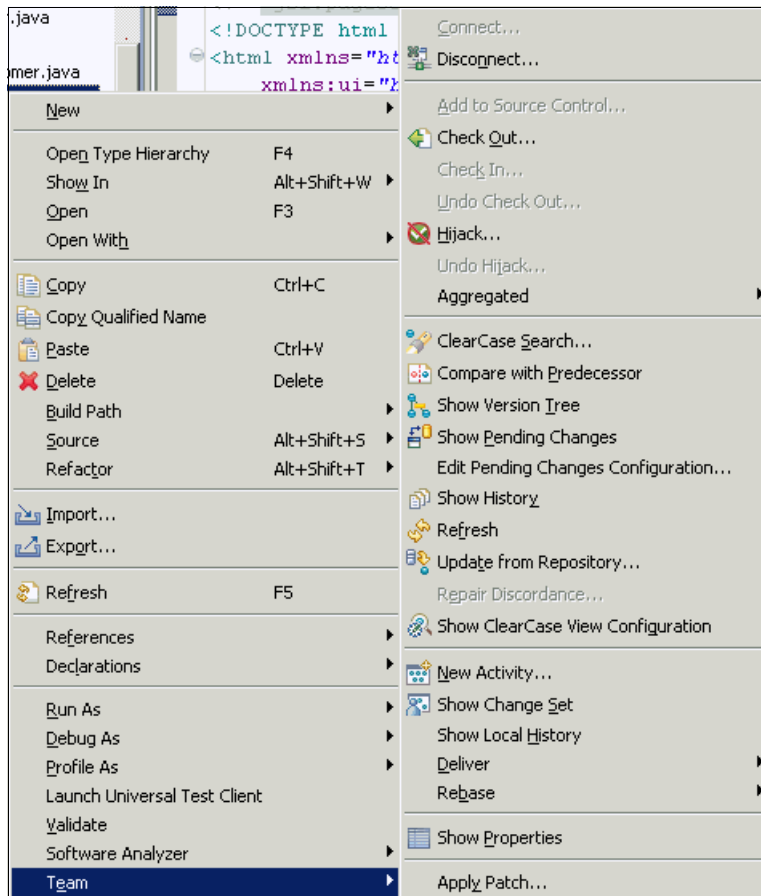 .java
<!DOCTYPE html
<html xmlns="ht
omer.java
xmlns:ui="h
New
Open Type Hierarchy F4
Show In Alt+Shift+W
Open F3
Open With
Copy Ctrl+C
Copy Qualified Name
Paste Ctrl+V
Delete Delete
Build Path
Source Alt+Shift+S
Refactor Alt+Shift+T
Import...
Export...
Refresh F5
References
Declarations
Run As
Debug As
Profile As
Launch Universal Test Client
Validate
Software Analyzer
Team
Connect...
Disconnect...
Add to Source Control...
Check Out...
Check In...
Undo Check Out...
Hijack...
Undo Hijack...
Aggregated
ClearCase Search...
Compare with Predecessor
Show Version Tree
Show Pending Changes
Edit Pending Changes Configuration...
Show History
Refresh
Update from Repository...
Repair Discordance...
Show ClearCase View Configuration
New Activity...
Show Change Set
Show Local History
Deliver
Rebase
Show Properties
Apply Patch...